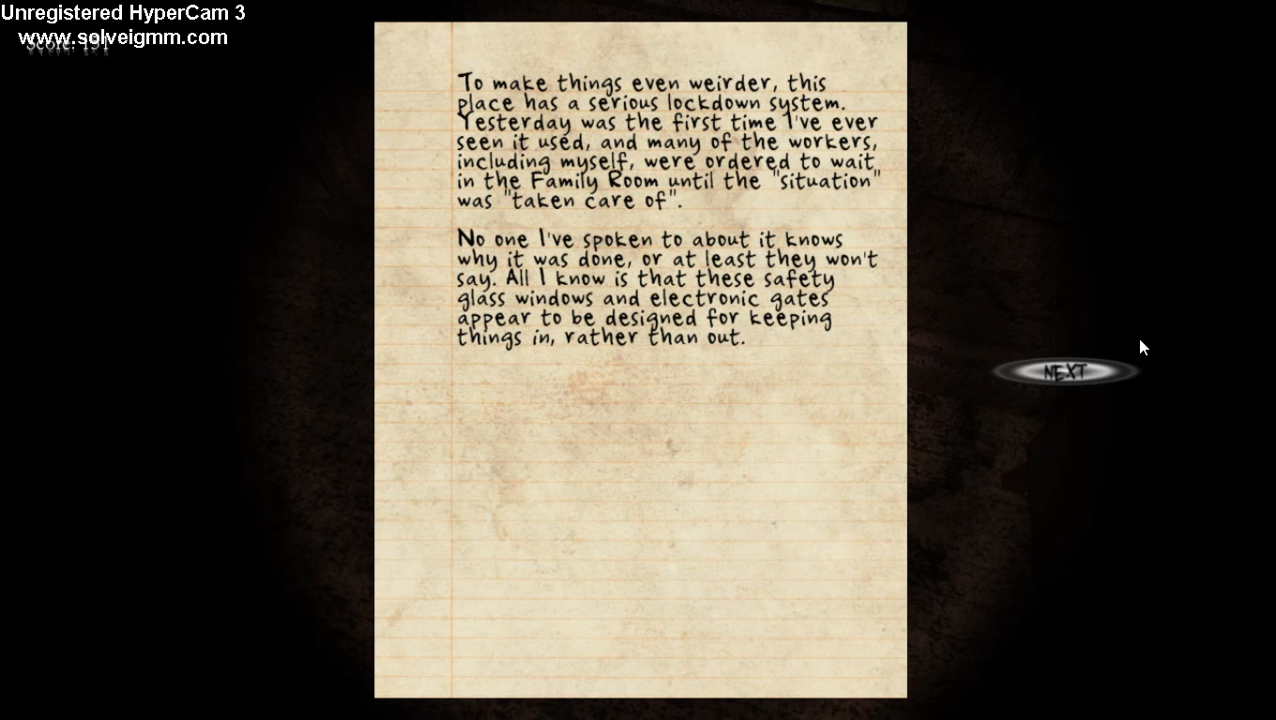 Unregistered HyperCam 3
www.solveigmm.com
Score: 191
To make things even weirder, this
place has a serious lockdown system.
Yesterday was the first time I've ever
seen it used, and many of the workers,
including myself, were ordered to wait
in the Family Room until the "situation"
was "taken care of".
No one I've spoken to about it knows
why it was done, or at least they won't
say. All I know is that these safety
glass windows and electronic gates
appear to be designed for keeping
things in, rather than out.
NEXT